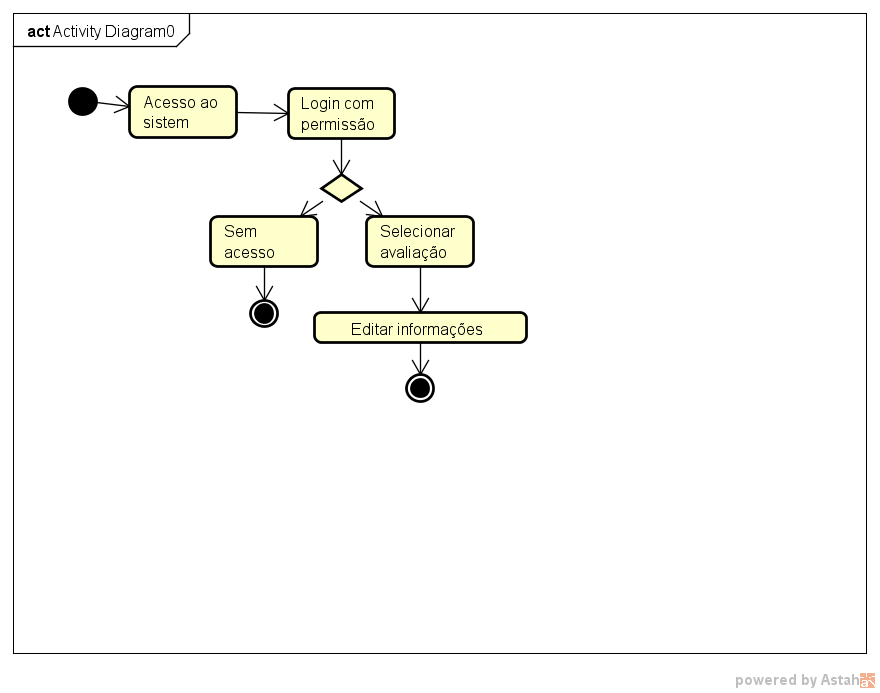 act Activity Diagram0
Acesso ao
sistem
Login com
permissão
Sem
acesso
Selecionar
avaliação
Editar informações
powered by Astah